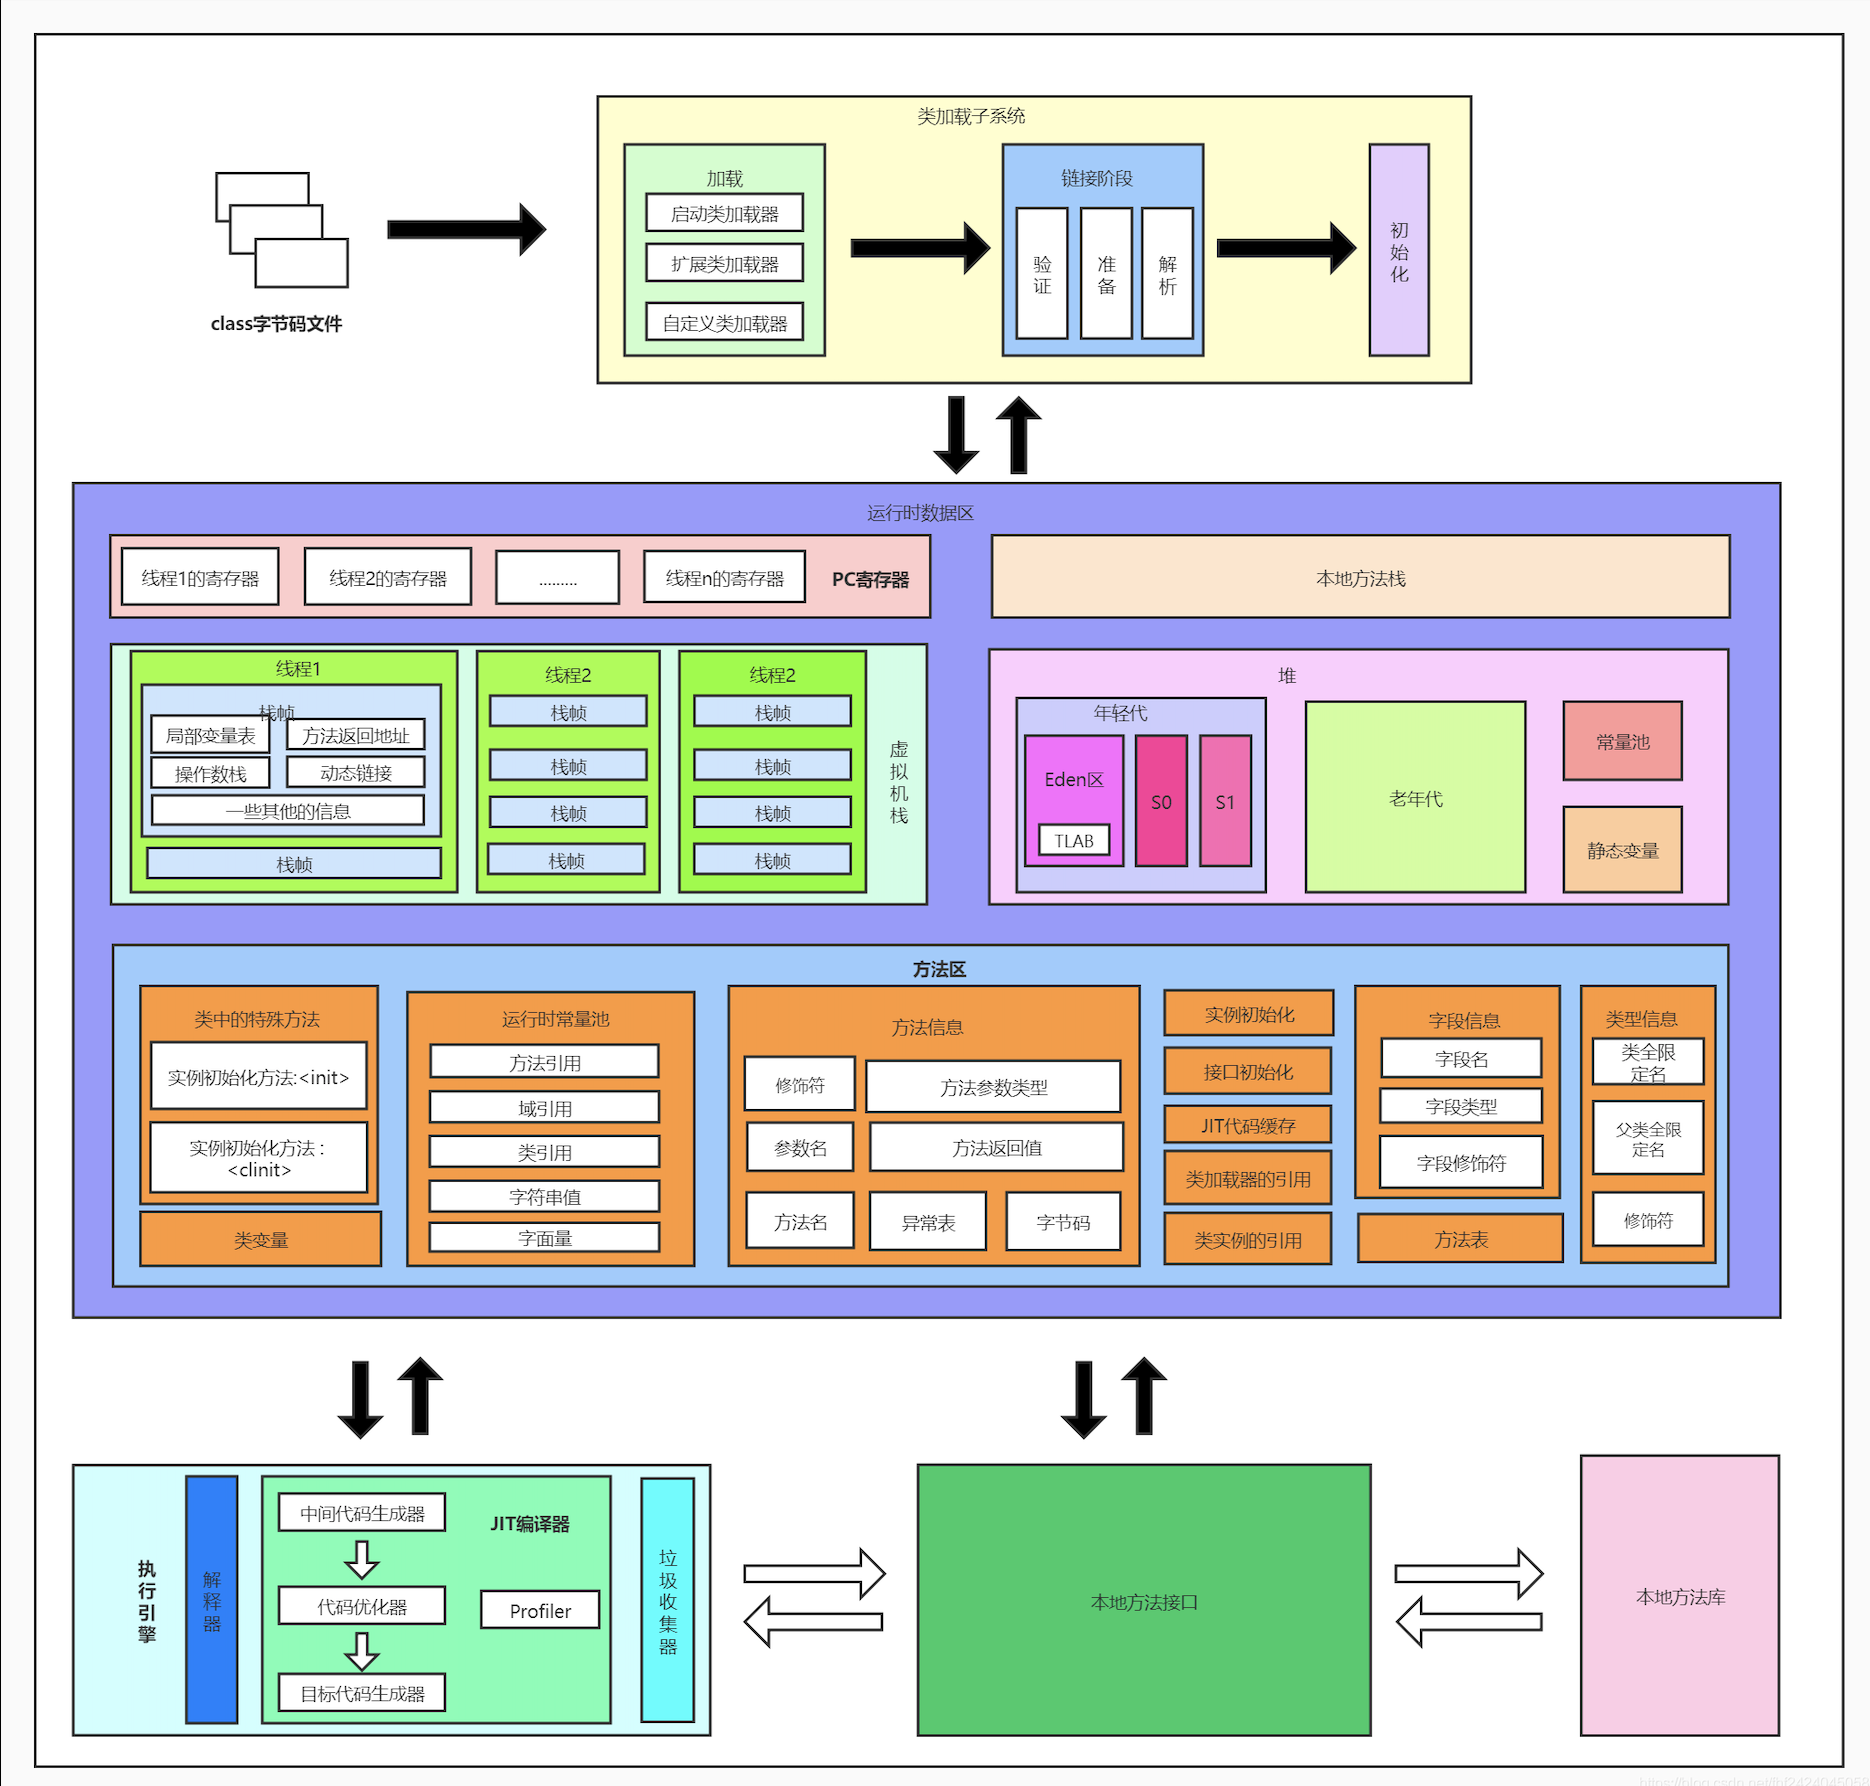 类加载子系统
加载
启动类加载器
扩展类加载器
自定义类加载器
链接阶段
验证
准备
解析
初始化
class字节码文件
运行时数据区
线程1的寄存器
线程2的寄存器
.........
线程n的寄存器
PC寄存器
本地方法栈
线程1
栈帧
局部变量表
方法返回地址
操作数栈
动态链接
一些其他的信息
栈帧
线程2
栈帧
栈帧
栈帧
栈帧
线程2
栈帧
栈帧
栈帧
栈帧
虚拟机栈
堆
年轻代
Eden区
TLAB
S0
S1
老年代
常量池
静态变量
方法区
类中的特殊方法
实例初始化方法:<init>
实例初始化方法：
<clinit>
类变量
运行时常量池
方法引用
域引用
类引用
字符串值
字面量
方法信息
修饰符
方法参数类型
参数名
方法返回值
方法名
异常表
字节码
实例初始化
接口初始化
JIT代码缓存
类加载器的引用
类实例的引用
字段信息
字段名
字段类型
字段修饰符
方法表
类型信息
类全限
定名
父类全限
定名
修饰符
执行引擎
解释器
中间代码生成器
JIT编译器
代码优化器
Profiler
目标代码生成器
垃圾收集器
本地方法接口
本地方法库